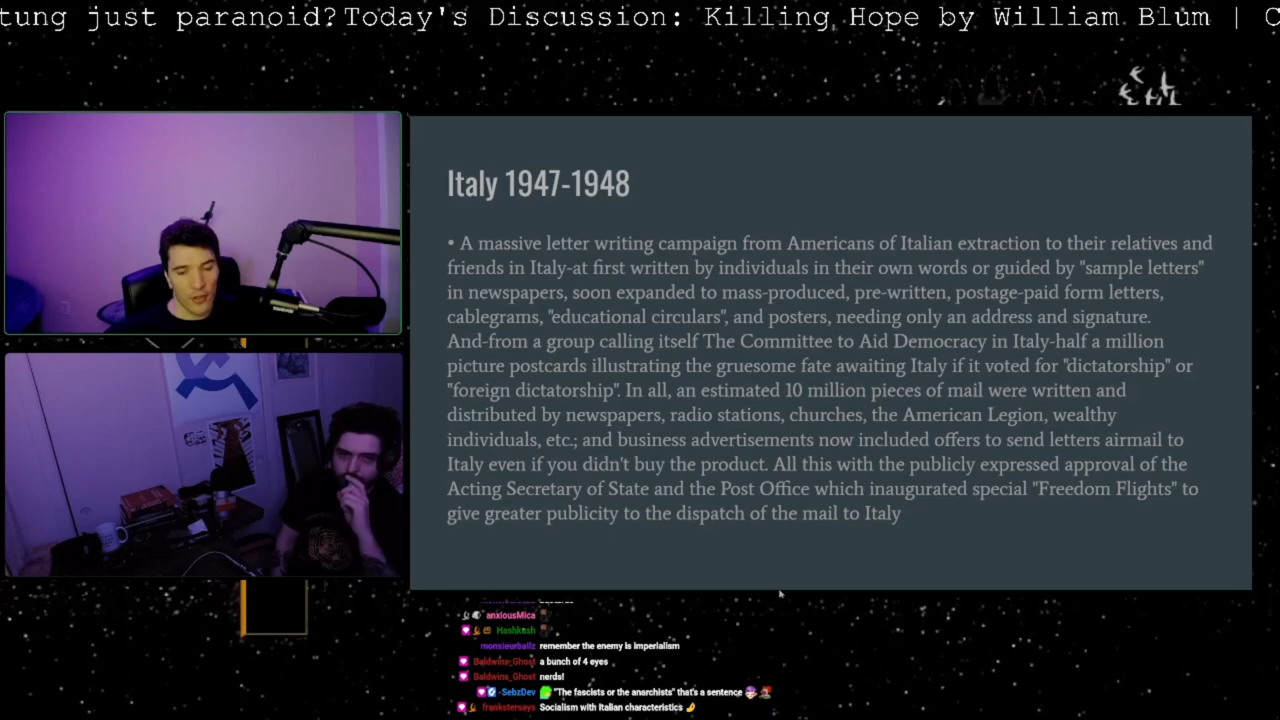 tung just paranoid?Today's Discussion: Killing Hope by William Blum | C
Italy 1947-1948
• A massive letter writing campaign from Americans of Italian extraction to their relatives and
friends in Italy-at first written by individuals in their own words or guided by "sample letters"
in newspapers, soon expanded to mass-produced, pre-written, postage-paid form letters,
cablegrams, "educational circulars", and posters, needing only an address and signature.
And-from a group calling itself The Committee to Aid Democracy in Italy-half a million
picture postcards illustrating the gruesome fate awaiting Italy if it voted for "dictatorship" or
"foreign dictatorship". In all, an estimated 10 million pieces of mail were written and
distributed by newspapers, radio stations, churches, the American Legion, wealthy
individuals, etc.; and business advertisements now included offers to send letters airmail to
Italy even if you didn't buy the product. All this with the publicly expressed approval of the
Acting Secretary of State and the Post Office which inaugurated special "Freedom Flights" to
give greater publicity to the dispatch of the mail to Italy
anxiousMica
Hashkush
monsieurballz remember the enemy is imperialism
Baldwins_Ghost a bunch of 4 eyes
Baldwins_Ghost nerds!
-SebzDev "The fascists or the anarchists" that's a sentence
frankstersays Socialism with Italian characteristics